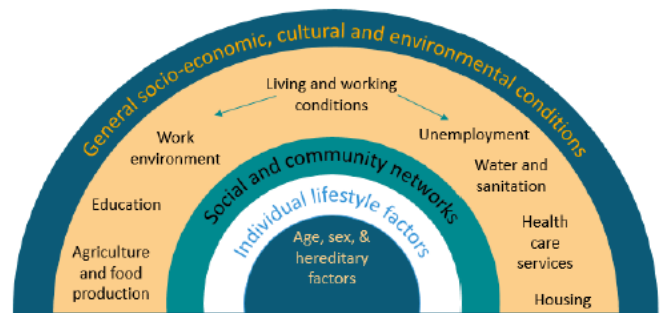 General socio-economic, cultural and environmental conditions
Living and working
conditions
Work
environment
Unemployment
Water and
sanitation
Education
Health
care
services
Agriculture
and food
production
Housing
Social and community networks
Individual lifestyle factors
Age, sex, &
hereditary
factors